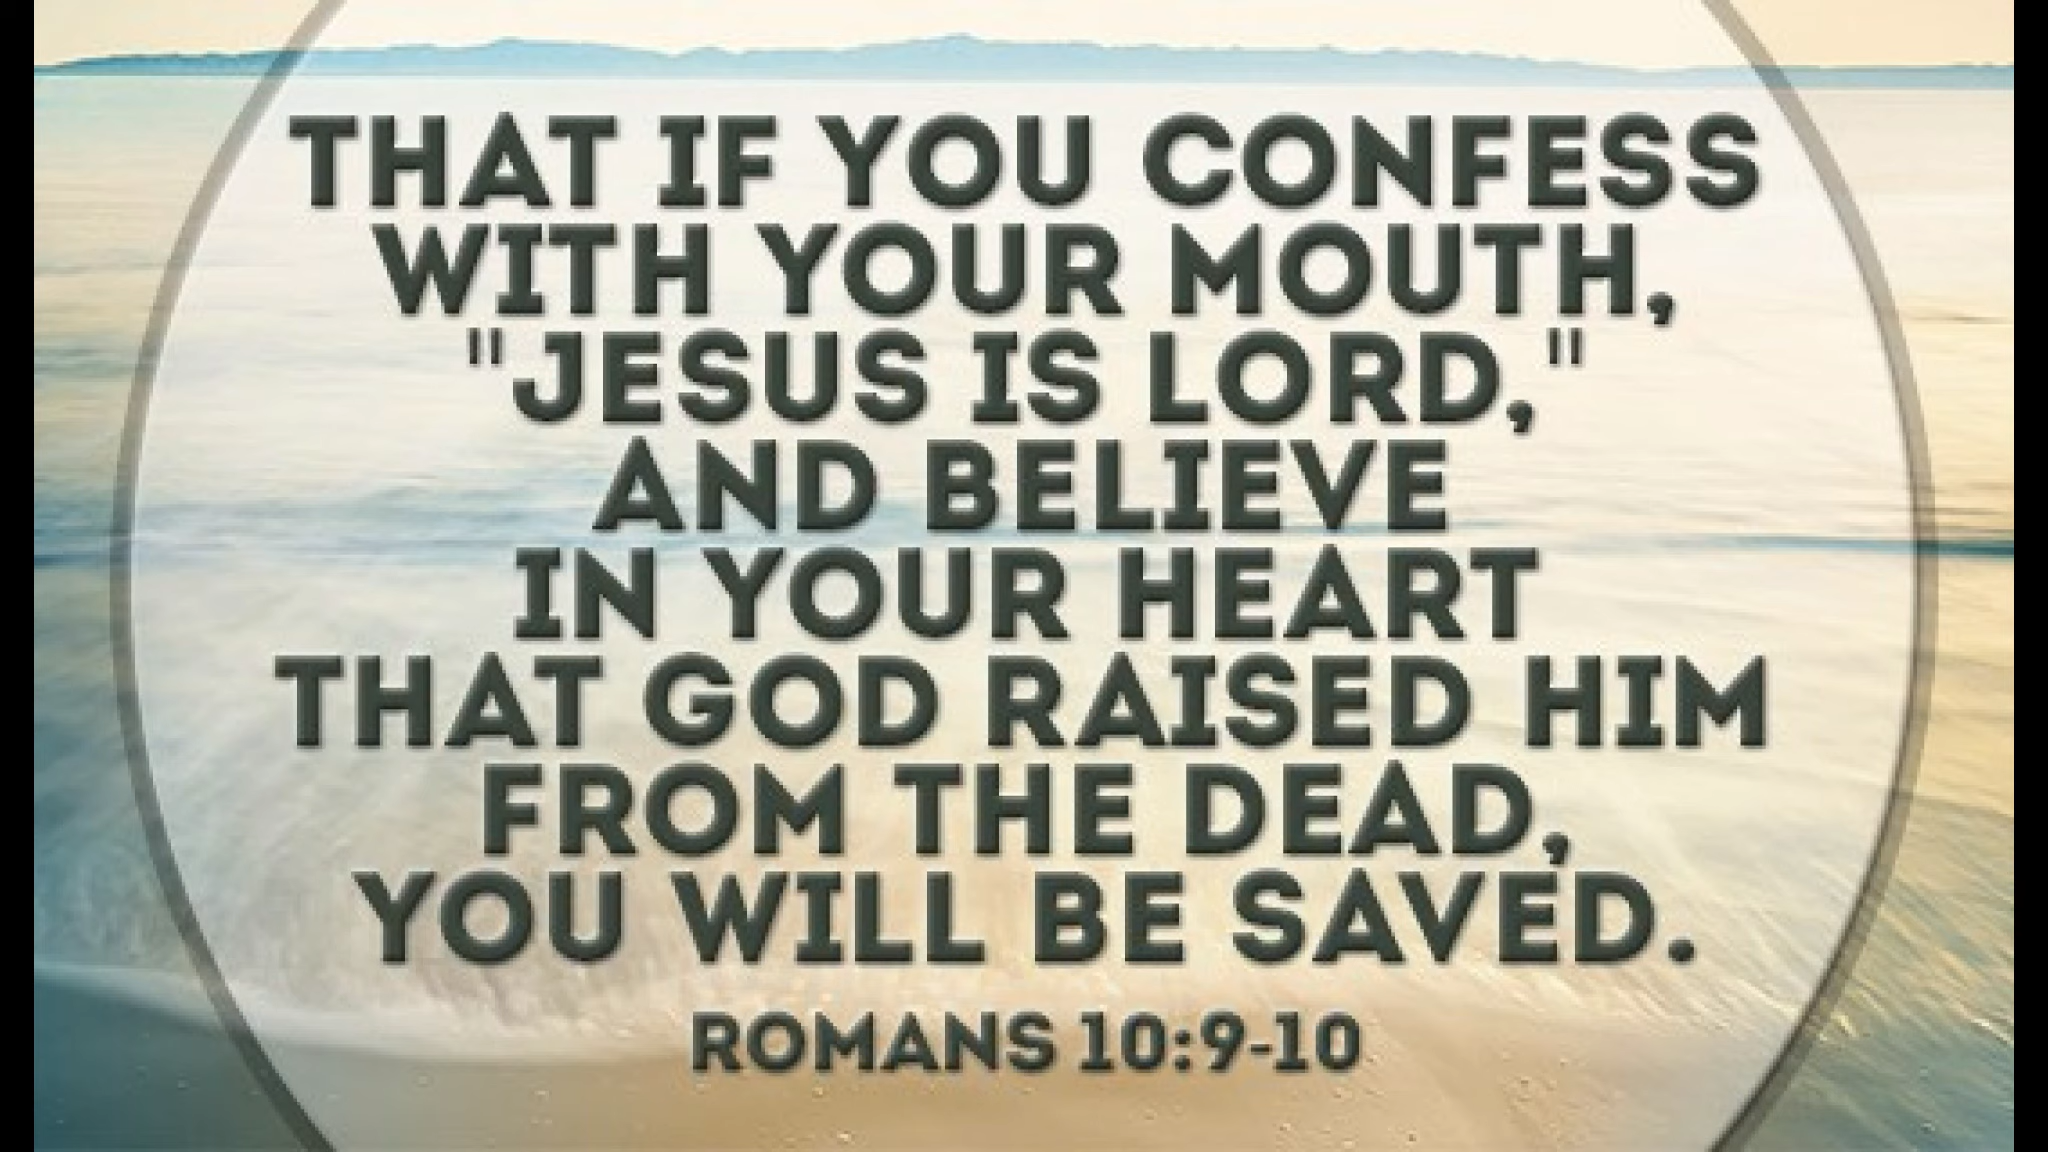 THAT IF YOU CONFESS
WITH YOUR MOUTH,
"JESUS IS LORD,"
AND BELIEVE
IN YOUR HEART
THAT GOD RAISED HIM
FROM THE DEAD,
YOU WILL BE SAVED.
ROMANS 10:9-10